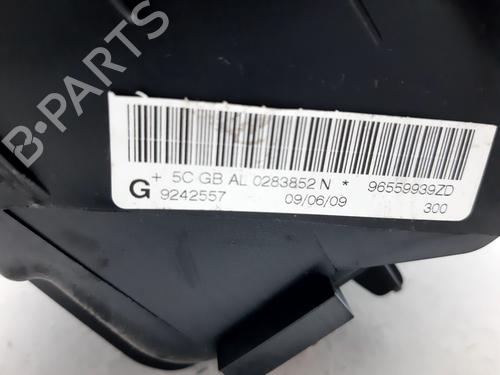 B-PARTS
+ 5C GB AL 0283852 N * 96559939ZD
G 9242557 09/06/09 300